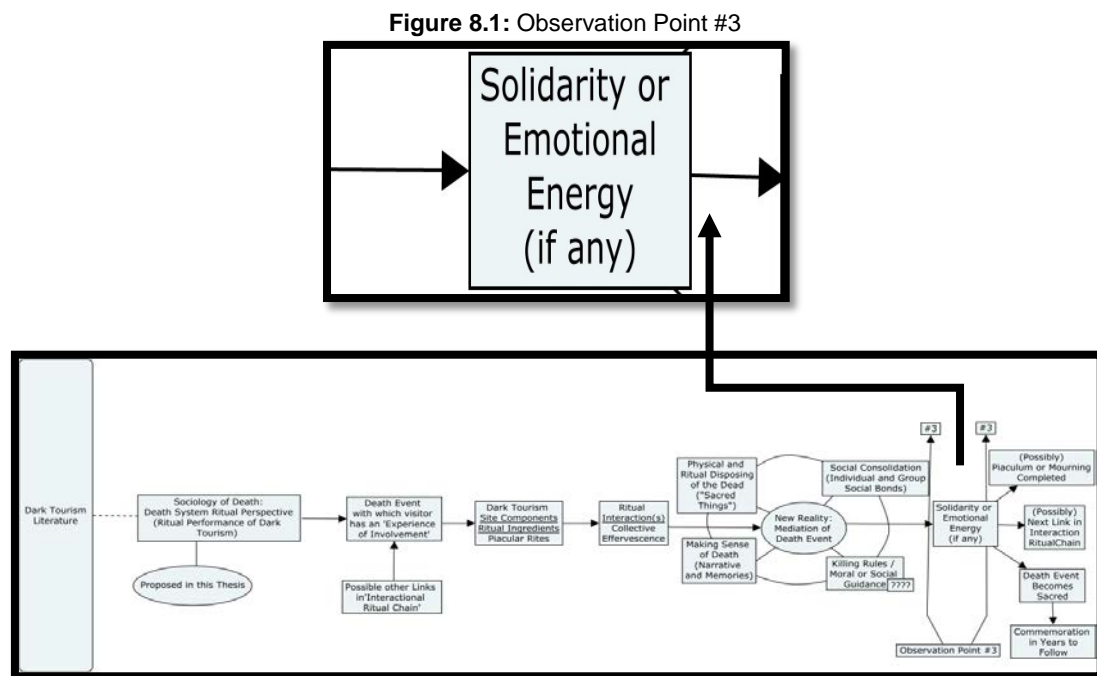 Figure 8.1: Observation Point #3
Solidarity or
Emotional
Energy
(if any)
Dark Tourism
Literature
Sociology of Death:
Death System Ritual Perspective
(Ritual Performance of Dark
Tourism)
Proposed in this Thesis
Death Event
with which visitor
has an 'Experience
of Involvement'
Possible other Links
in'Interactional
Ritual Chain'
Dark Tourism
Site Components
Ritual Ingredients
Piacular Rites
Ritual
Interaction(s)
Collective
Effervescence
Physical and
Ritual Disposing
of the Dead
("Sacred
Things")
Making Sense
of Death
(Narrative
and Memories)
New Reality:
Mediation of
Death Event
Social Consolidation
(Individual and Group
Social Bonds)
Killing Rules /
Moral or Social
Guidance ????
#3
#3
Solidarity or
Emotional
Energy
(if any)
Observation Point #3
(Possibly)
Piaculum or Mourning
Completed
(Possibly)
Next Link in
Interaction
RitualChain
Death Event
Becomes
Sacred
Commemoration
in Years to
Follow